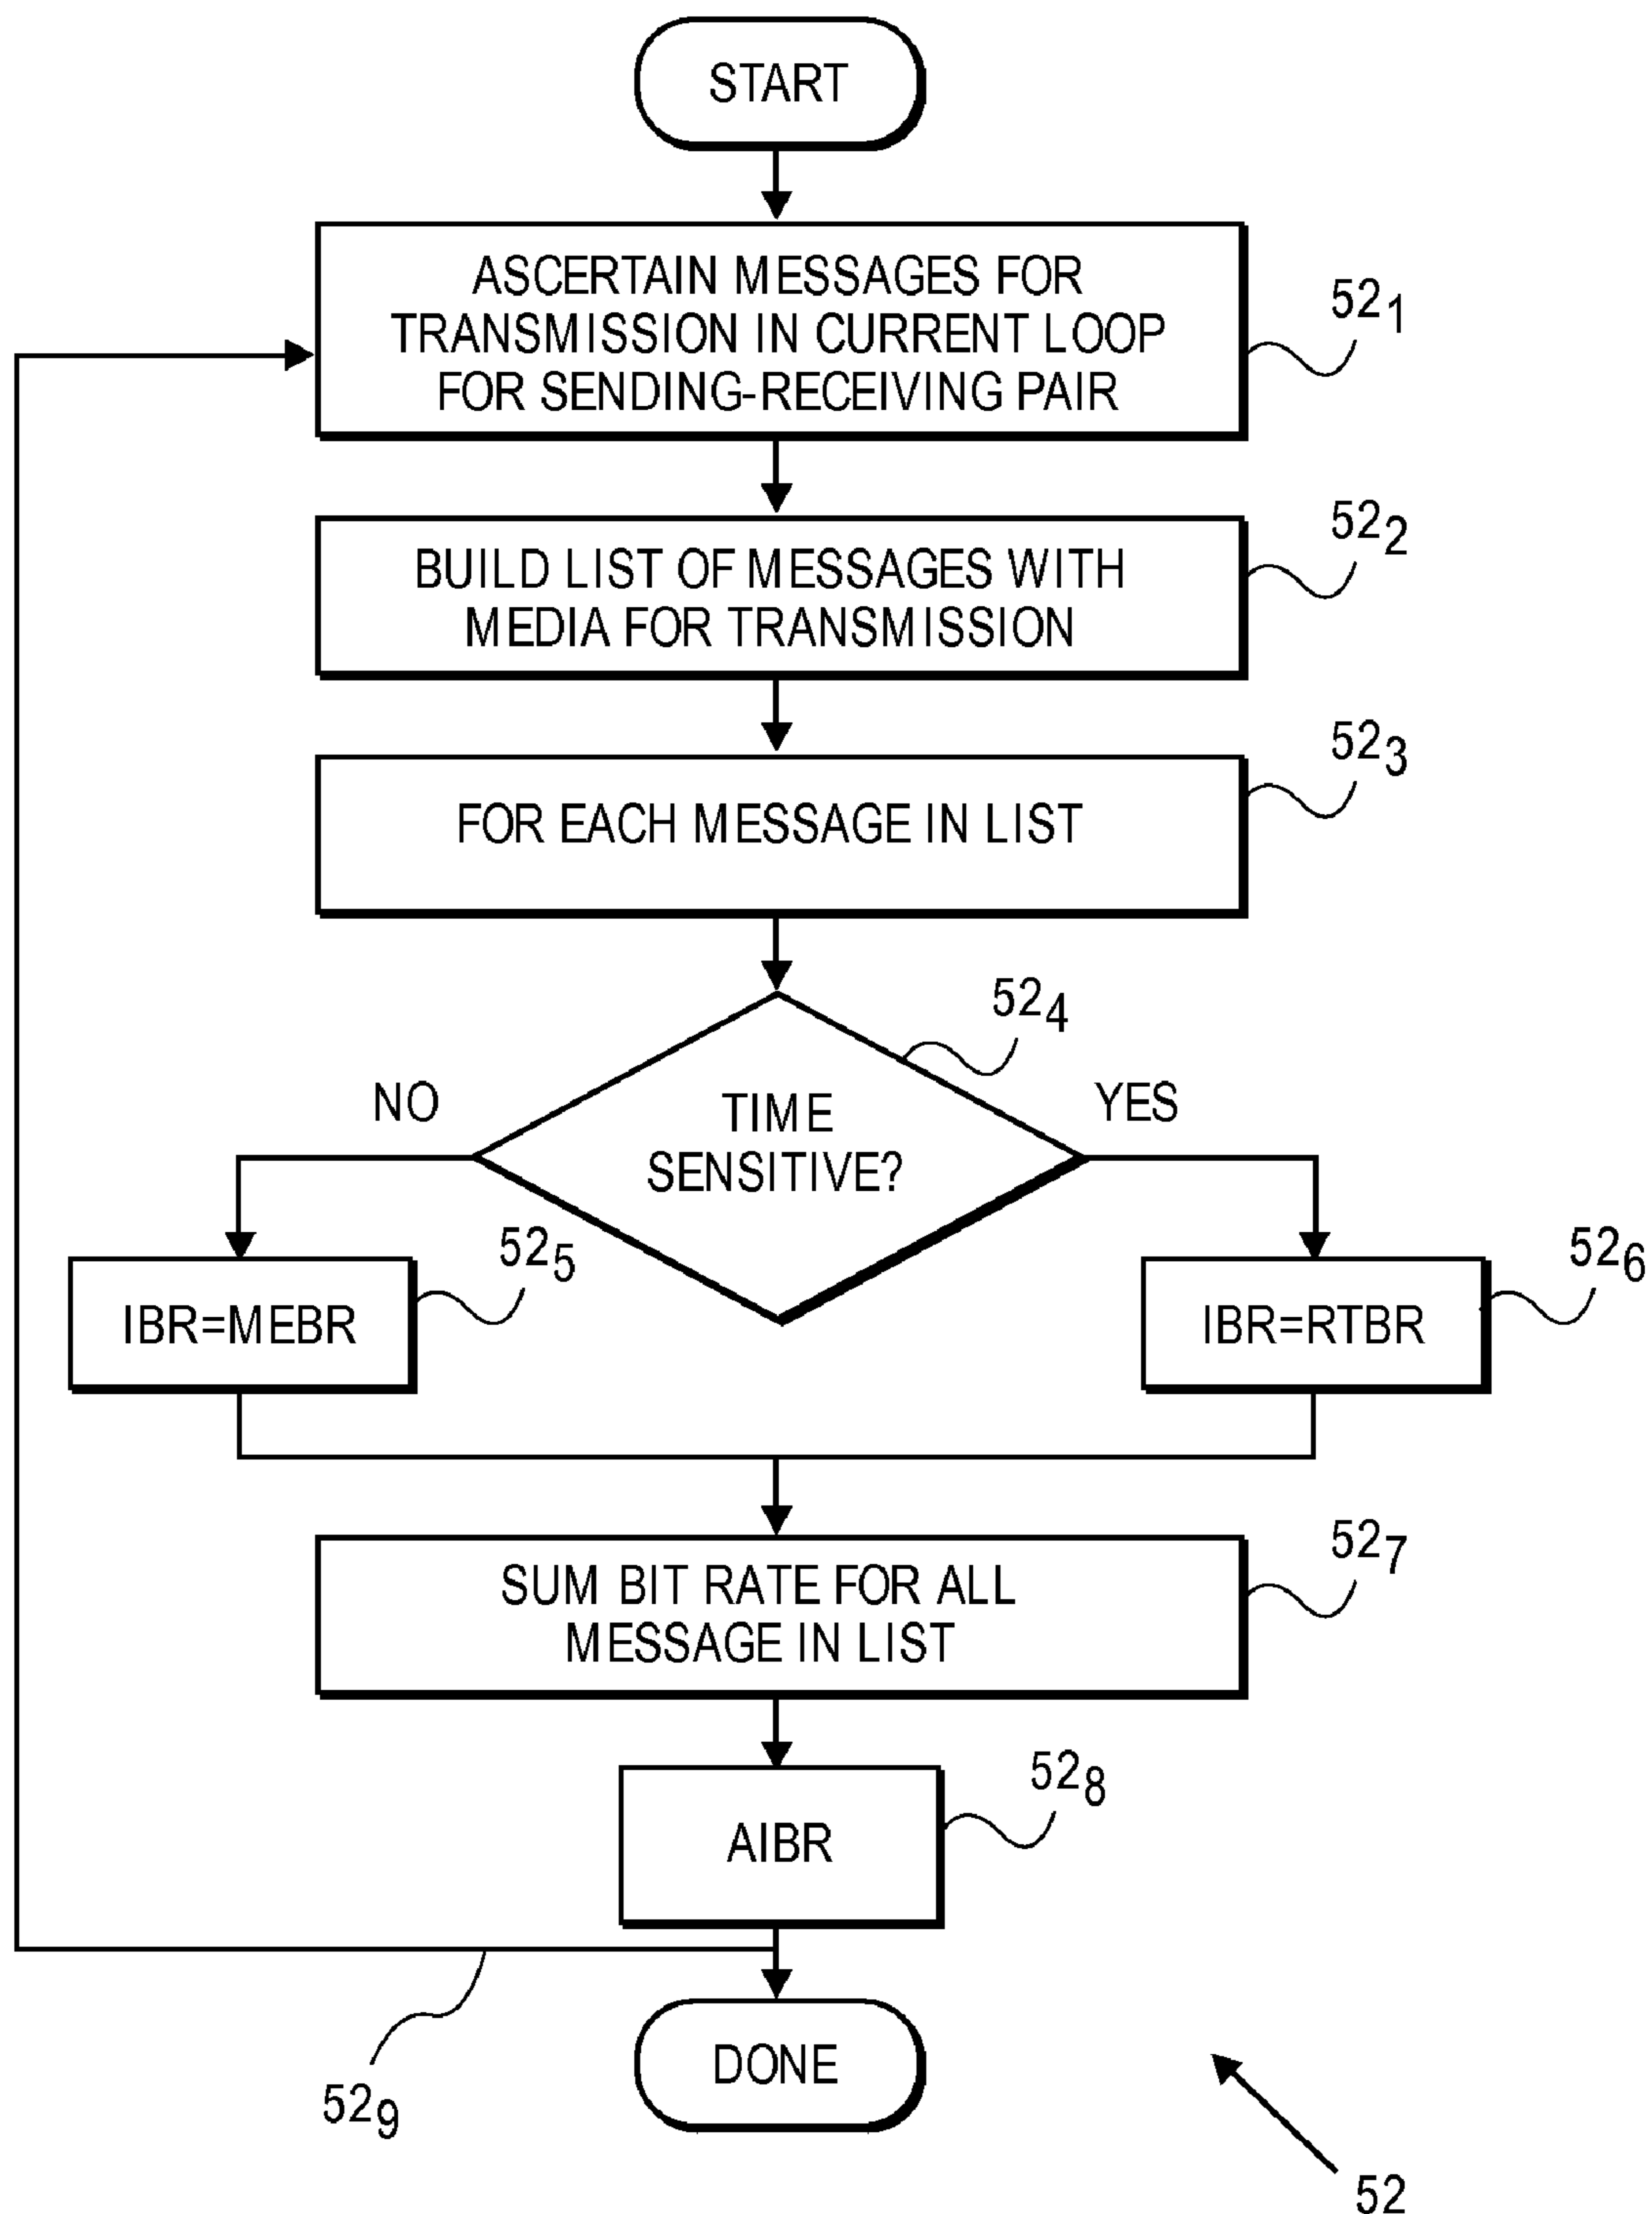 START
ASCERTAIN MESSAGES FOR
TRANSMISSION IN CURRENT LOOP
FOR SENDING-RECEIVING PAIR
52₁
BUILD LIST OF MESSAGES WITH
MEDIA FOR TRANSMISSION
52₂
FOR EACH MESSAGE IN LIST
52₃
TIME
SENSITIVE?
52₄
NO
YES
IBR=MEBR
52₅
IBR=RTBR
52₆
SUM BIT RATE FOR ALL
MESSAGE IN LIST
52₇
AIBR
52₈
52₉
DONE
52